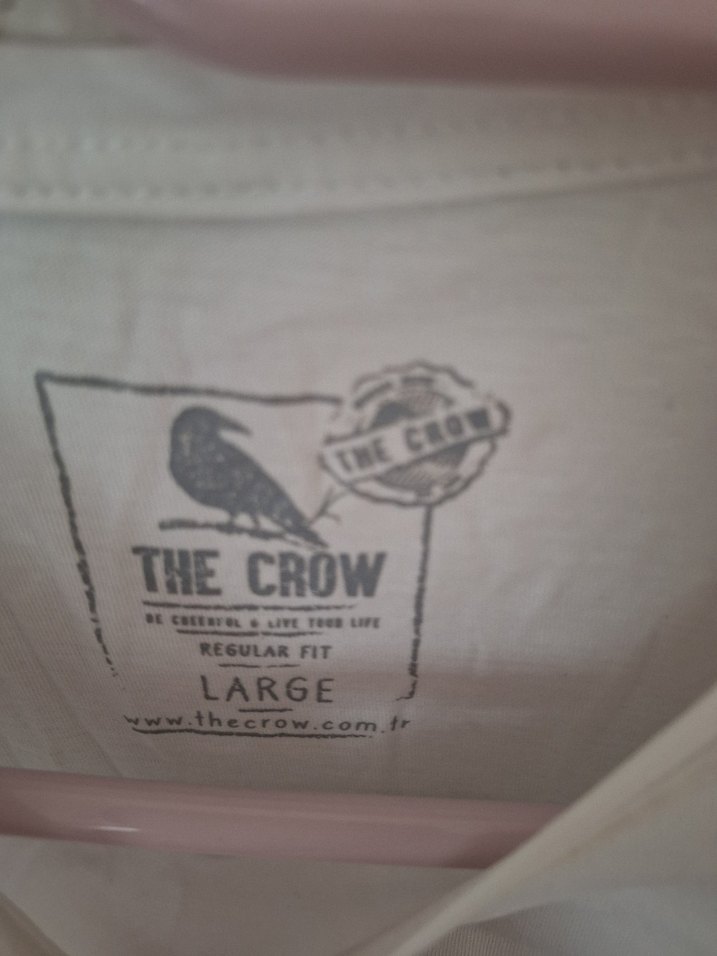 THE CROW
THE CROW
BE CHEERFUL & LIVE YOUR LIFE
REGULAR FIT
LARGE
www.thecrow.com.tr